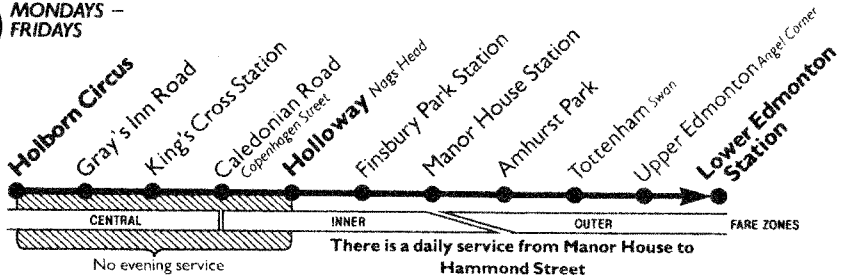 MONDAYS –
FRIDAYS
Holborn Circus
Gray's Inn Road
King's Cross Station
Caledonian Road
Copenhagen Street
Holloway Nags Head
Finsbury Park Station
Manor House Station
Amhurst Park
Tottenham Swan
Upper Edmonton Angel Corner
Lower Edmonton
Station
CENTRAL
INNER
OUTER
FARE ZONES
No evening service
There is a daily service from Manor House to
Hammond Street